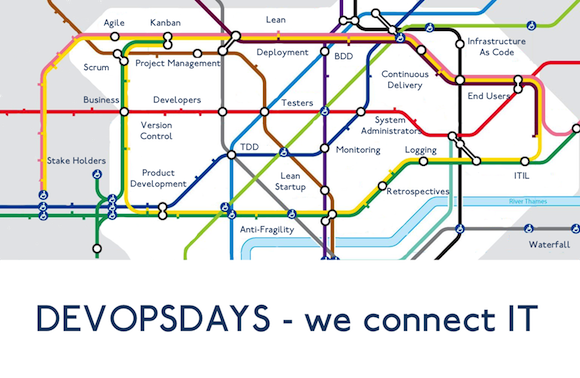 Agile
Kanban
Lean
Infrastructure
As Code
Deployment
BDD
Scrum
Project Management
Continuous
Delivery
End Users
Business
Developers
Testers
Version
Control
System
Administrators
Stake Holders
TDD
Monitoring
Logging
Product
Development
Lean
Startup
Retrospectives
ITIL
River Thames
Anti-Fragility
Waterfall
DEVOPSDAYS - we connect IT